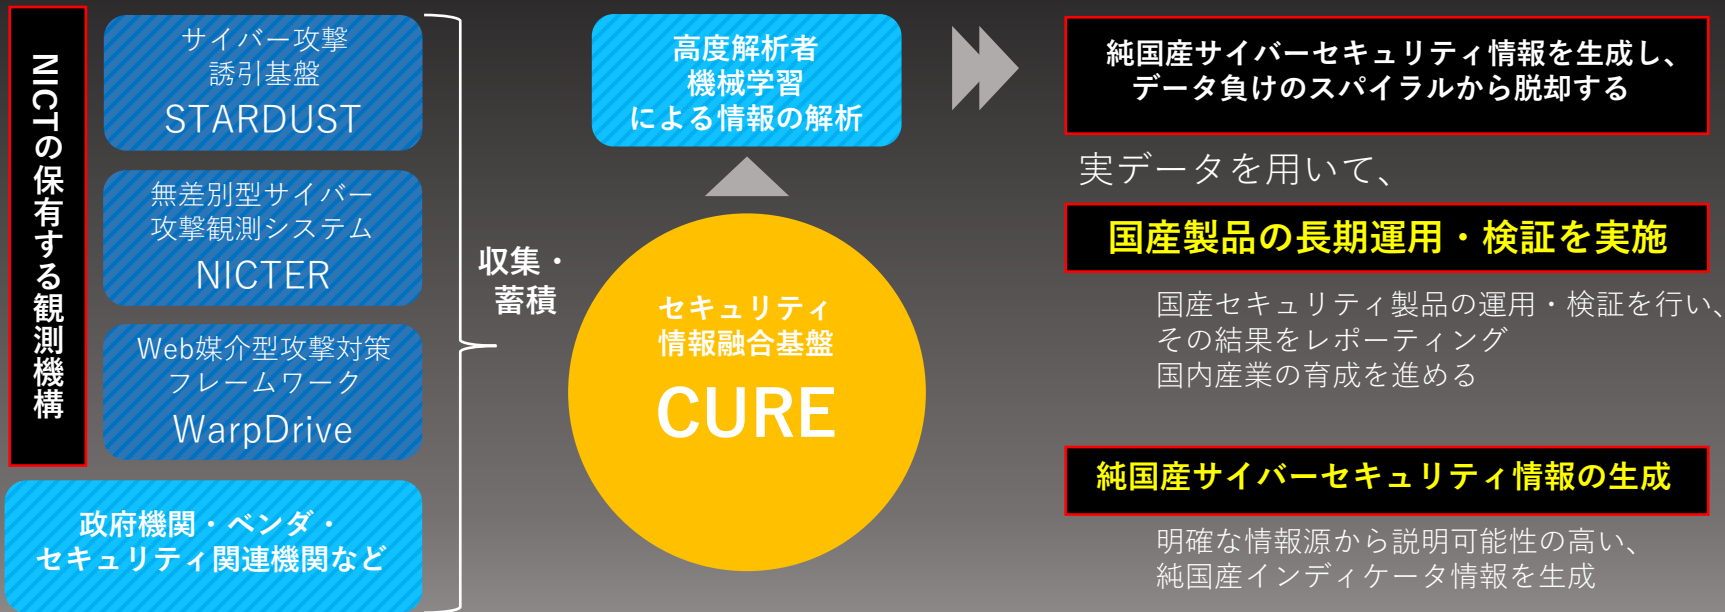 NICTの保有する観測機構
サイバー攻撃
誘引基盤
STARDUST
無差別型サイバー
攻撃観測システム
NICTER
Web媒介型攻撃対策
フレームワーク
WarpDrive
政府機関・ベンダ・
セキュリティ関連機関など
収集・
蓄積
高度解析者
機械学習
による情報の解析
セキュリティ
情報融合基盤
CURE
純国産サイバーセキュリティ情報を生成し、
データ負けのスパイラルから脱却する
実データを用いて、
国産製品の長期運用・検証を実施
国産セキュリティ製品の運用・検証を行い、
その結果をレポーティング
国内産業の育成を進める
純国産サイバーセキュリティ情報の生成
明確な情報源から説明可能性の高い、
純国産インディケータ情報を生成